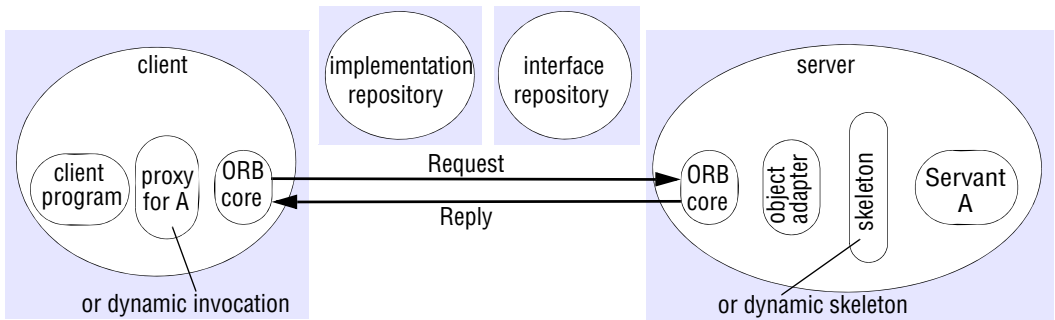 client
implementation
repository
interface
repository
server
client
program
proxy
for A
ORB
core
Request
Reply
ORB
core
object
adapter
skeleton
Servant
A
or dynamic invocation
or dynamic skeleton